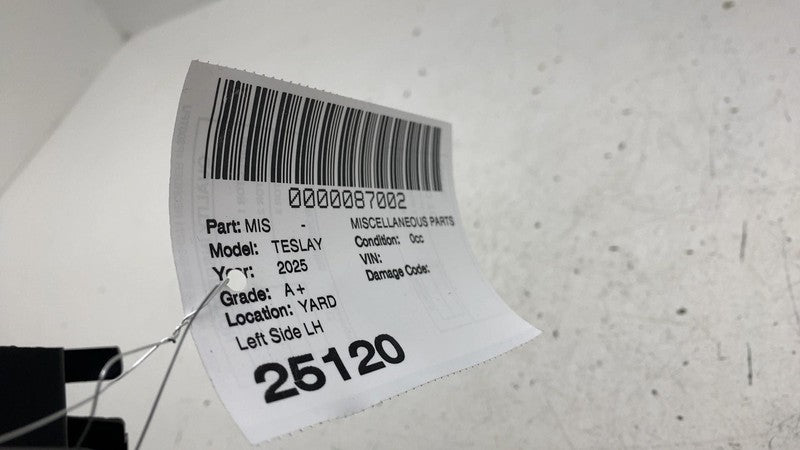 0000087002
Part: MIS - MISCELLANEOUS PARTS
Model: TESLAY Condition: 0cc
Year: 2025 VIN:
Grade: A+ Damage Code:
Location: YARD
Left Side LH
25120